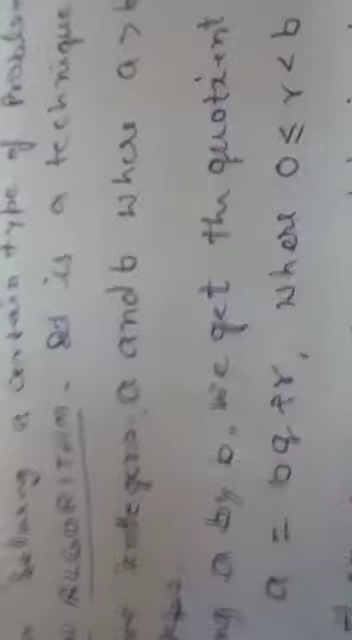 solving a certain type of Problem
ALGORITHM. It is a technique
integers, a and b where a > b
steps.
a by b. we get the quotient
a = bq + r, where 0 ≤ r < b